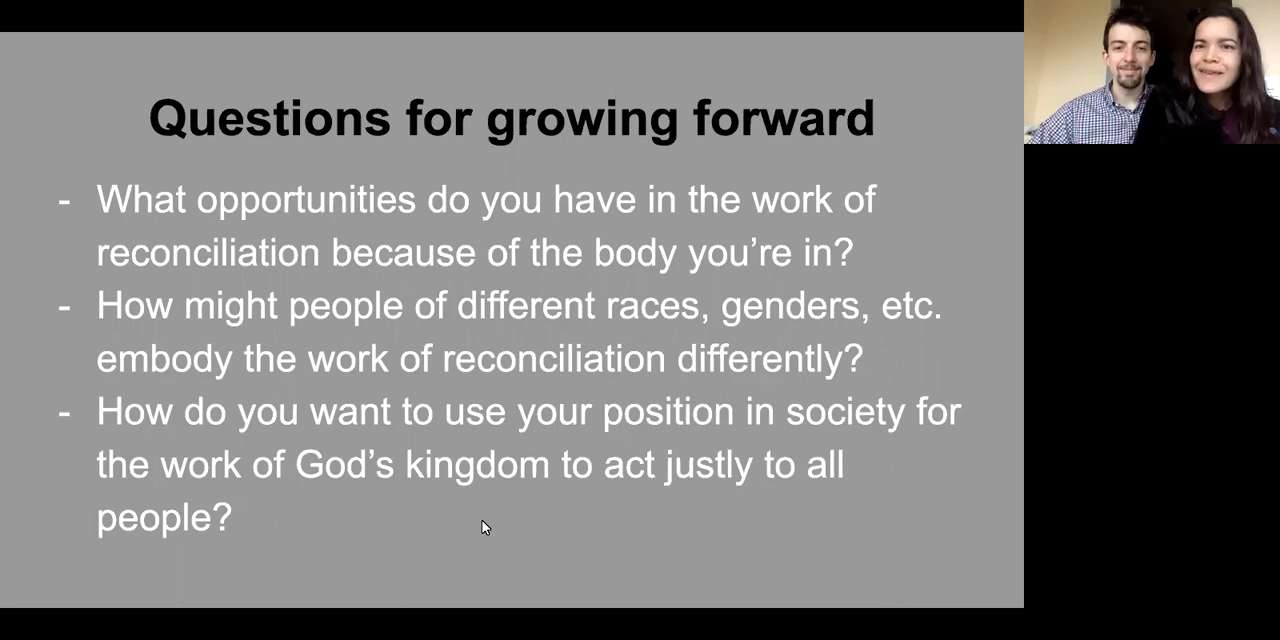 Questions for growing forward
- What opportunities do you have in the work of
reconciliation because of the body you're in?
- How might people of different races, genders, etc.
embody the work of reconciliation differently?
- How do you want to use your position in society for
the work of God's kingdom to act justly to all
people?